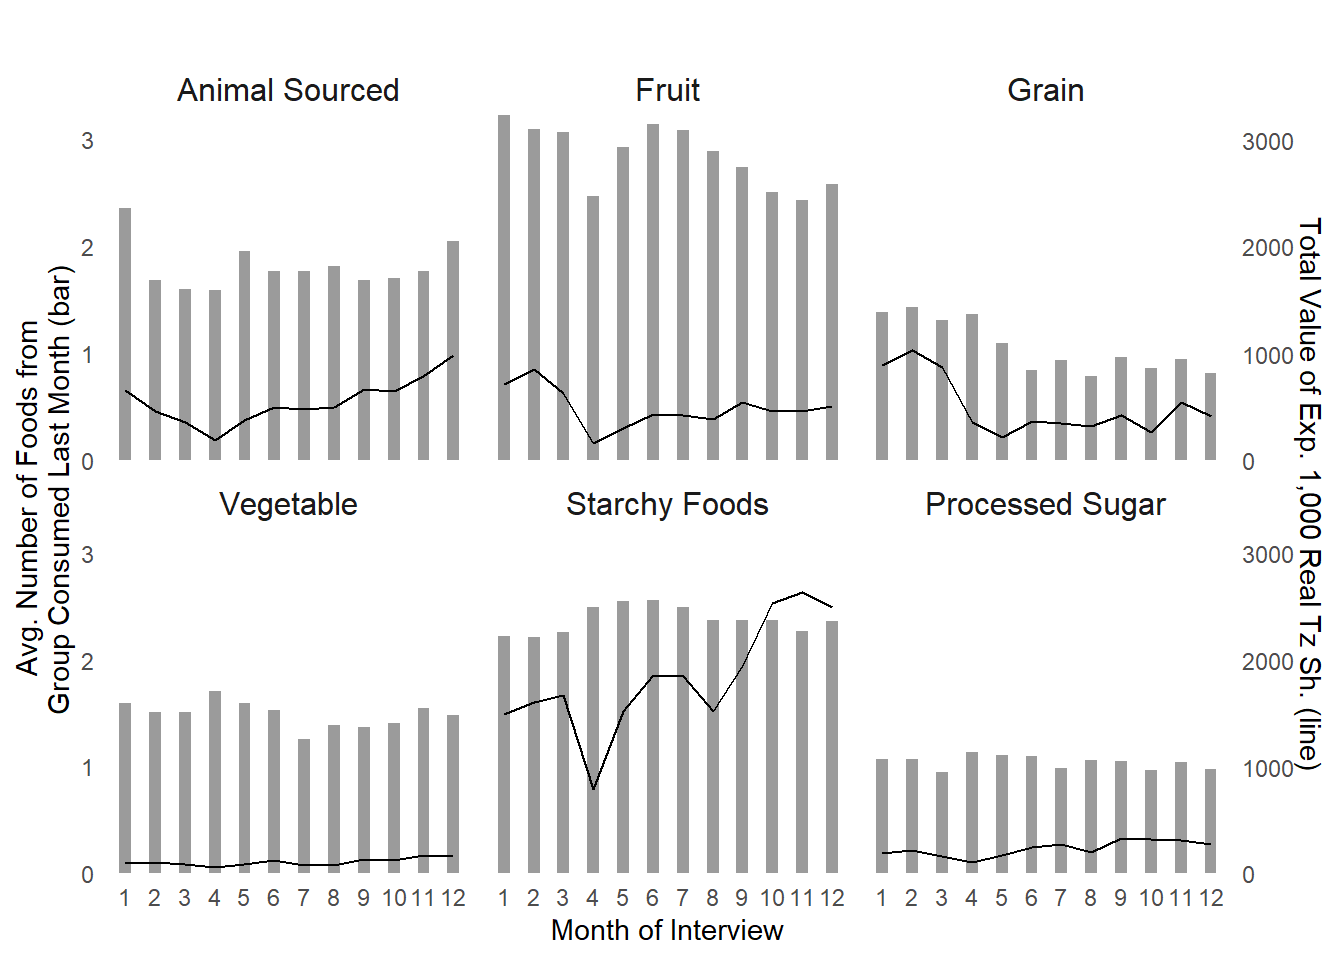 Animal Sourced
Fruit
Grain
3
2
1
0
3000
2000
1000
0
Vegetable
Starchy Foods
Processed Sugar
3
2
1
0
3000
2000
1000
0
1 2 3 4 5 6 7 8 9 10 11 12
1 2 3 4 5 6 7 8 9 10 11 12
1 2 3 4 5 6 7 8 9 10 11 12
Month of Interview
Avg. Number of Foods from
Group Consumed Last Month (bar)
Total Value of Exp. 1,000 Real Tz Sh. (line)